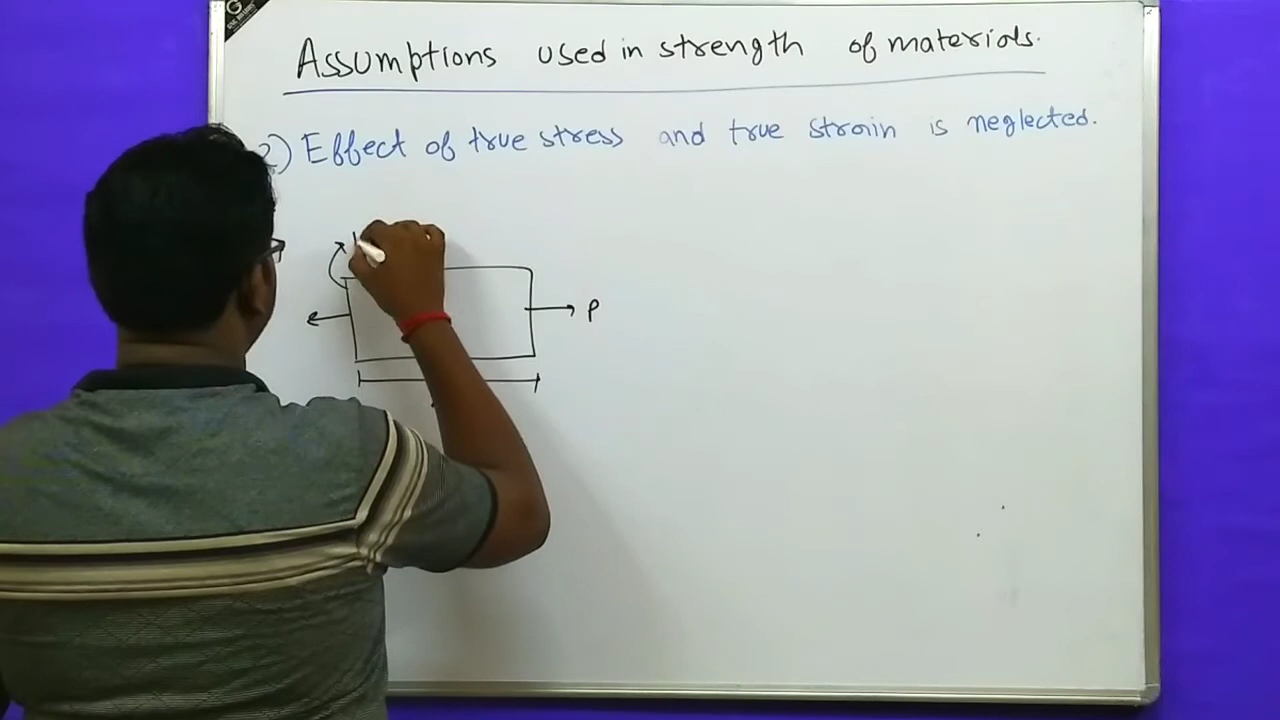 Assumptions used in strength of materials.
2) Effect of true stress and true strain is neglected.
P